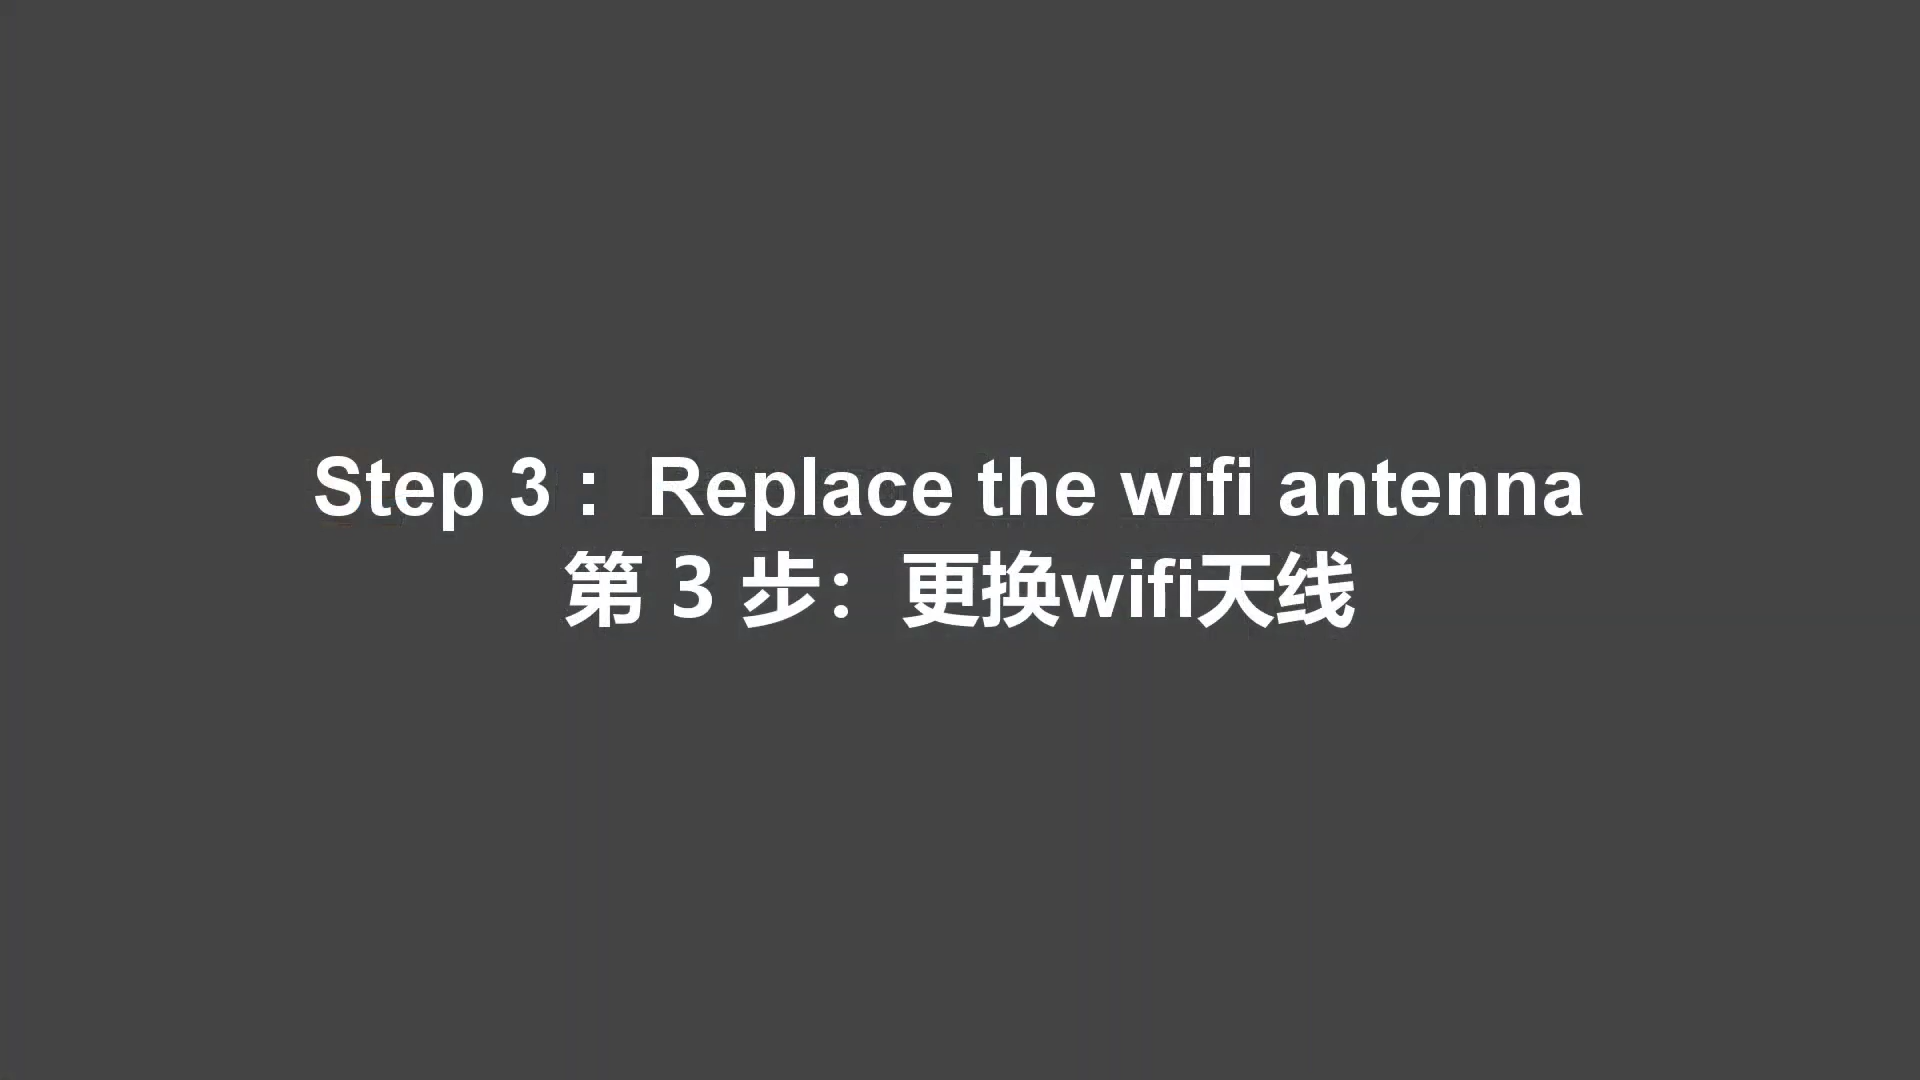 Step 3： Replace the wifi antenna
第 3 步：更换wifi天线